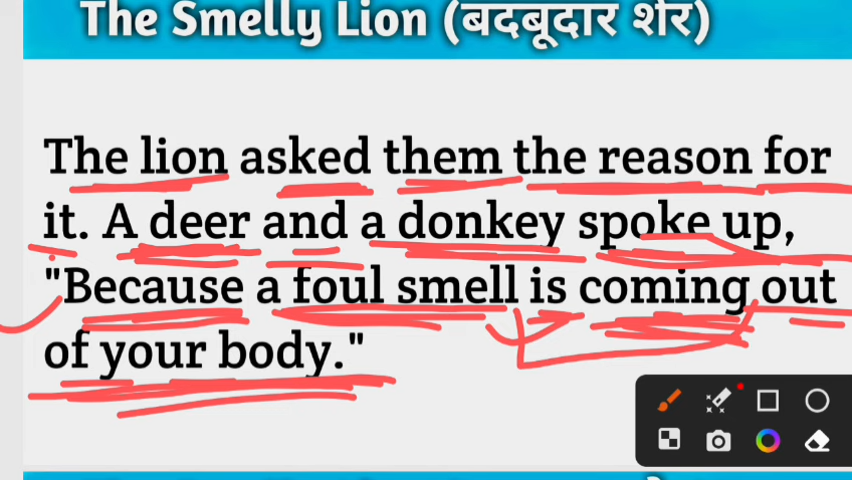 The Smelly Lion (बदबूदार शेर)
The lion asked them the reason for
it. A deer and a donkey spoke up,
"Because a foul smell is coming out
of your body."